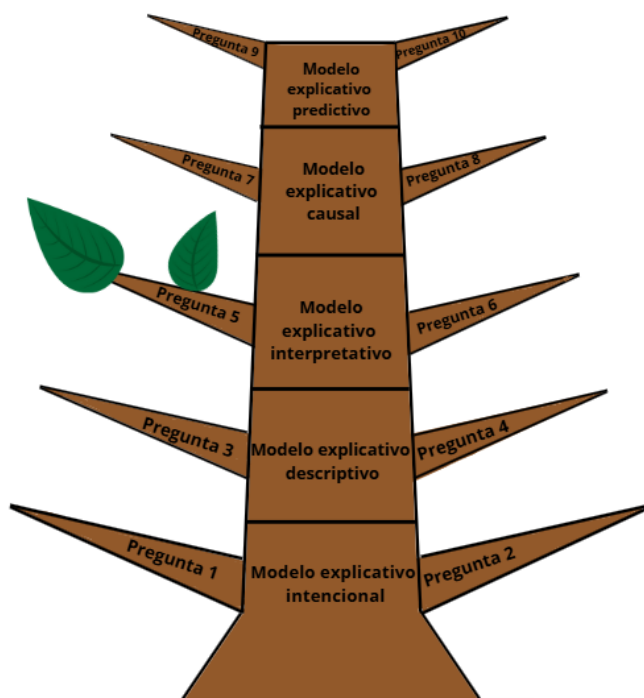 Pregunta 9
Pregunta 10
Modelo
explicativo
predictivo
Pregunta 7
Pregunta 8
Modelo
explicativo
causal
Pregunta 5
Pregunta 6
Modelo
explicativo
interpretativo
Pregunta 3
Pregunta 4
Modelo explicativo
descriptivo
Pregunta 1
Pregunta 2
Modelo explicativo
intencional